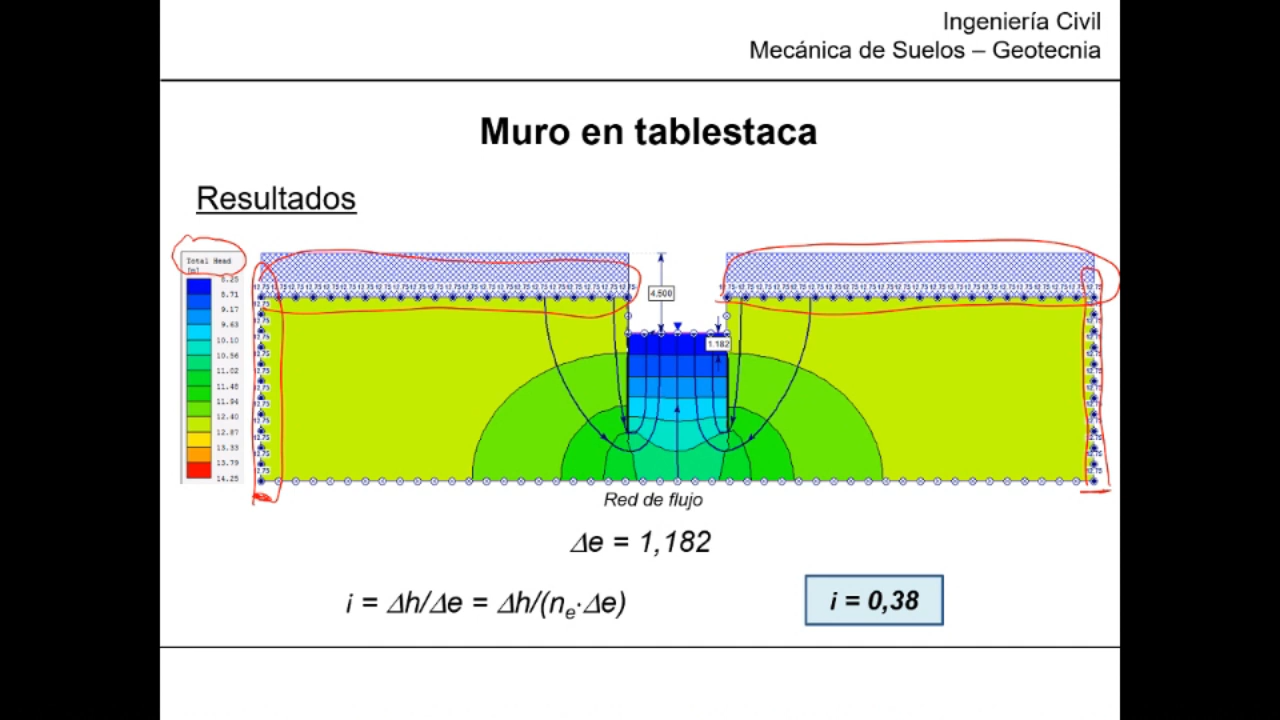 Ingeniería Civil
Mecánica de Suelos – Geotecnia
Muro en tablestaca
Resultados
Total Head
[m]
8.25
8.71
9.17
9.63
10.10
10.56
11.02
11.48
11.94
12.40
12.87
13.33
13.79
14.25
4.500
1.182
Red de flujo
Δe = 1,182
i = Δh/Δe = Δh/(nₑ·Δe)
i = 0,38